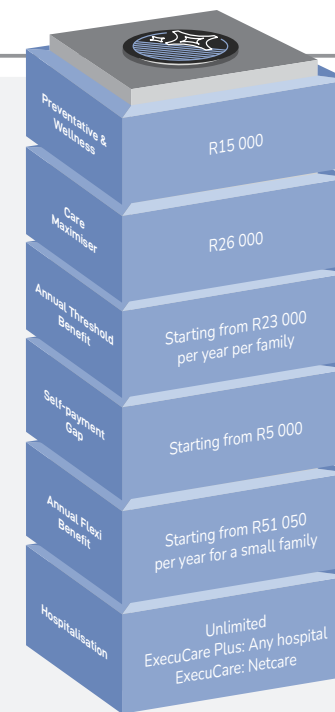 Preventative &
Wellness
R15 000
Care
Maximiser
R26 000
Annual Threshold
Benefit
Starting from R23 000
per year per family
Self-payment
Gap
Starting from R5 000
Annual Flexi
Benefit
Starting from R51 050
per year for a small family
Hospitalisation
Unlimited
ExecuCare Plus: Any hospital
ExecuCare: Netcare